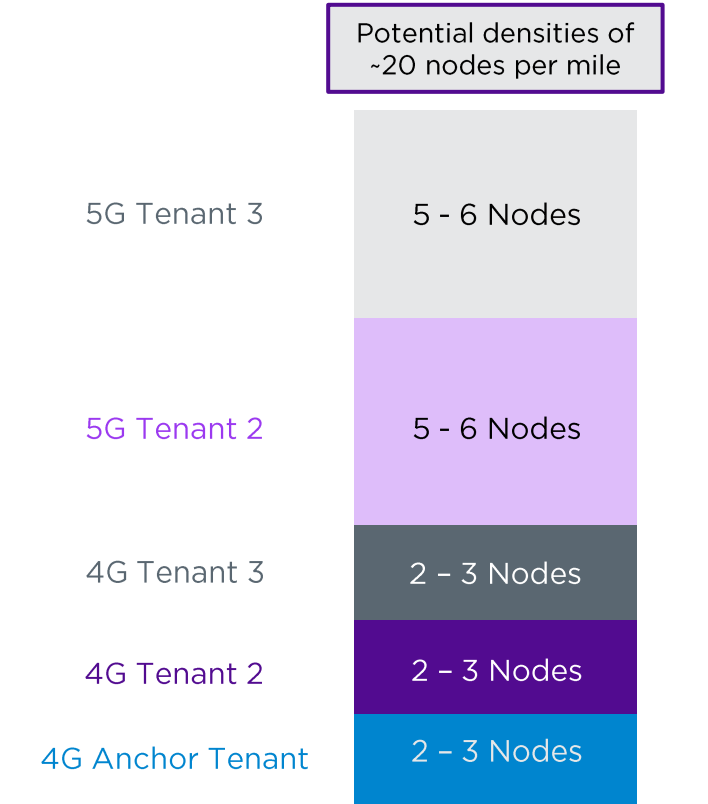 Potential densities of
~20 nodes per mile
5G Tenant 3
5 - 6 Nodes
5G Tenant 2
5 - 6 Nodes
4G Tenant 3
2 – 3 Nodes
4G Tenant 2
2 – 3 Nodes
4G Anchor Tenant
2 – 3 Nodes